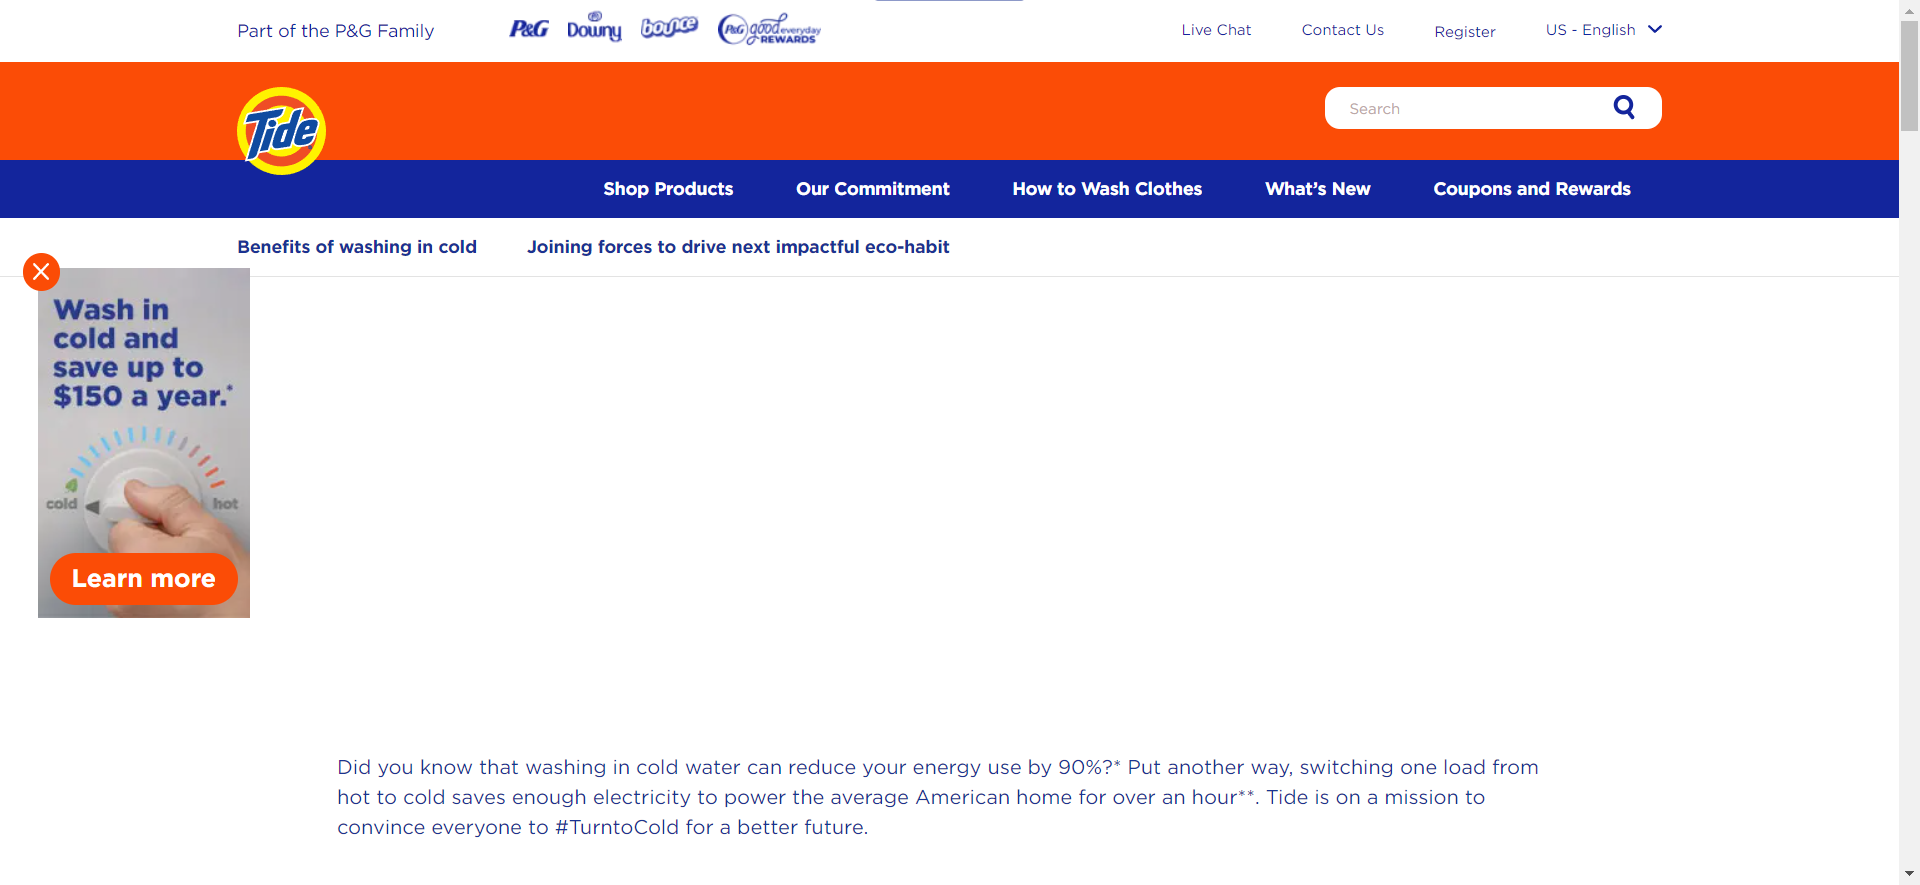 Part of the P&G Family
P&G
Downy
bounce
P&G good everyday
REWARDS
Live Chat
Contact Us
Register
US - English
Tide
Search
Shop Products
Our Commitment
How to Wash Clothes
What’s New
Coupons and Rewards
Benefits of washing in cold
Joining forces to drive next impactful eco-habit
Wash in
cold and
save up to
$150 a year.*
cold
hot
Learn more
Did you know that washing in cold water can reduce your energy use by 90%?* Put another way, switching one load from
hot to cold saves enough electricity to power the average American home for over an hour**. Tide is on a mission to
convince everyone to #TurntoCold for a better future.